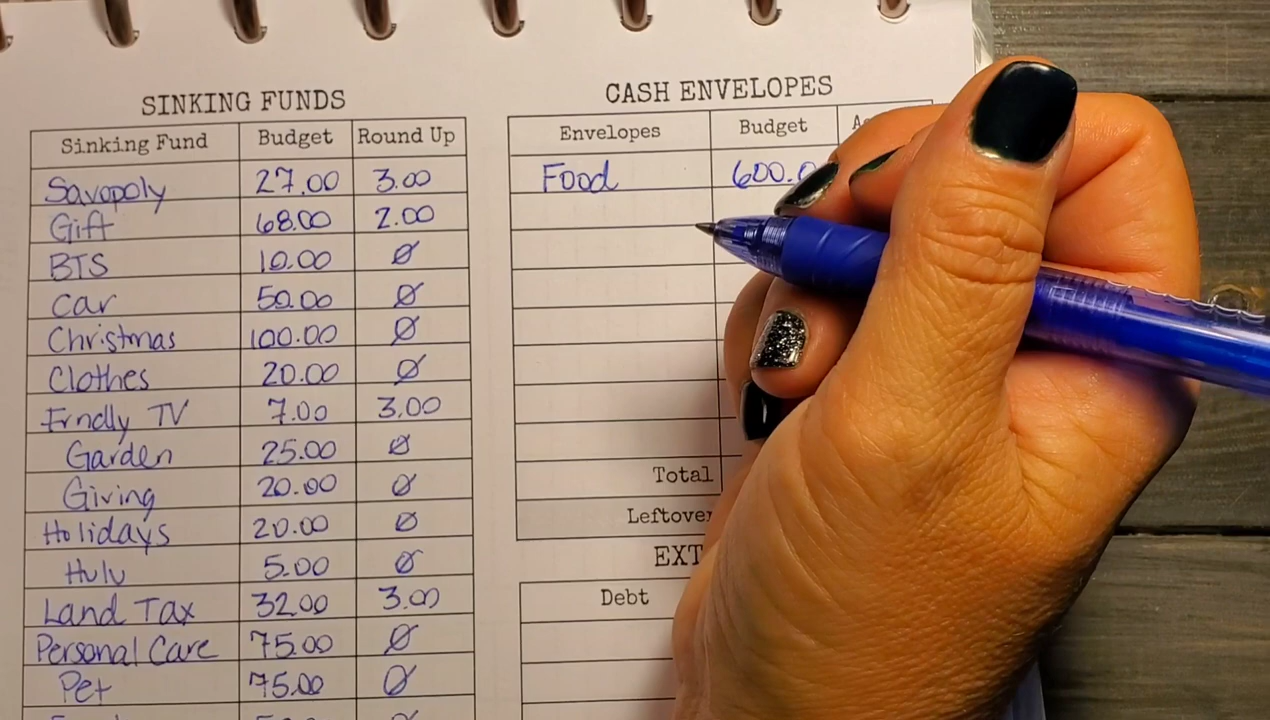 SINKING FUNDS
Sinking Fund Budget Round Up
Savopoly 27.00 3.00
Gift 68.00 2.00
BTS 10.00 Ø
Car 50.00 Ø
Christmas 100.00 Ø
Clothes 20.00 Ø
Frndly TV 7.00 3.00
Garden 25.00 Ø
Giving 20.00 Ø
Holidays 20.00 Ø
Hulu 5.00 Ø
Land Tax 32.00 3.00
Personal Care 75.00 Ø
Pet 75.00 Ø
CASH ENVELOPES
Envelopes Budget
Food 600.0
Total
Leftover
EXT
Debt